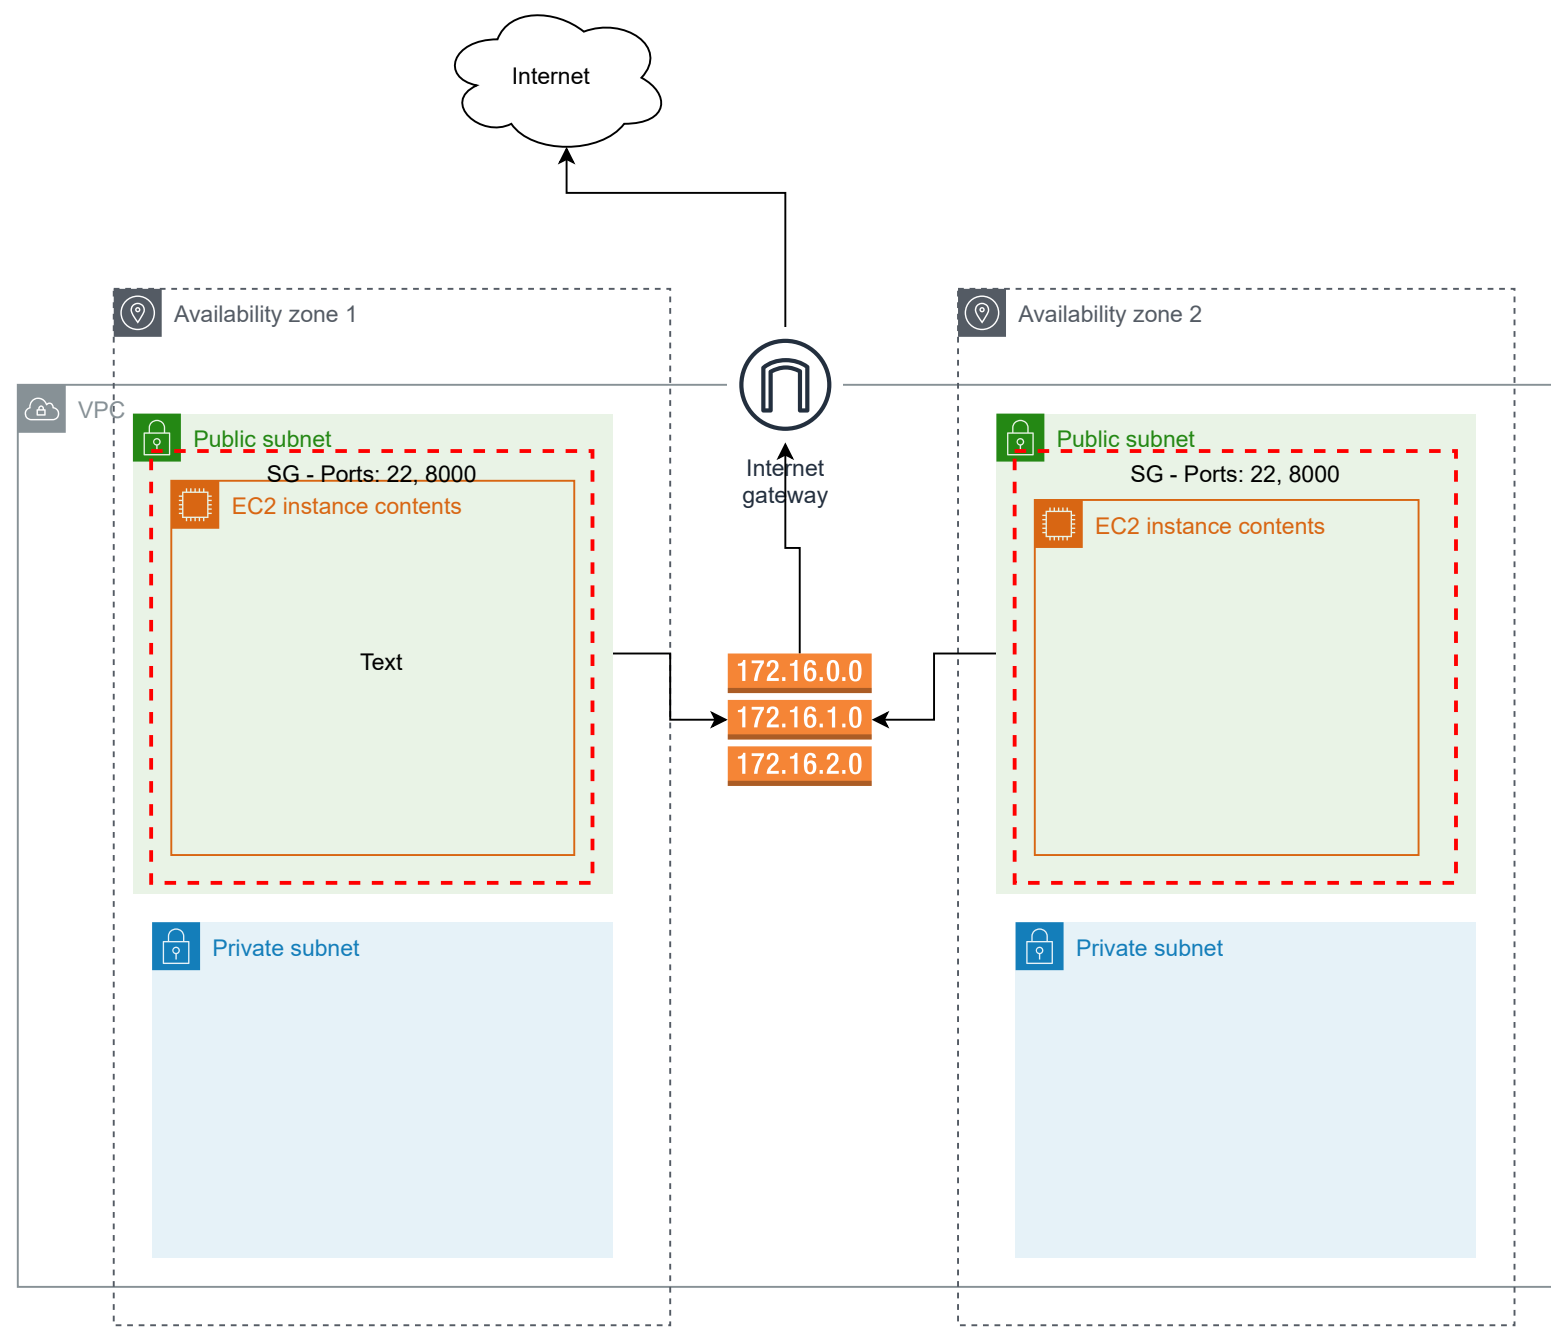 Internet
Availability zone 1
Availability zone 2
VPC
Public subnet
Public subnet
SG - Ports: 22, 8000
SG - Ports: 22, 8000
Internet
gateway
EC2 instance contents
EC2 instance contents
Text
172.16.0.0
172.16.1.0
172.16.2.0
Private subnet
Private subnet